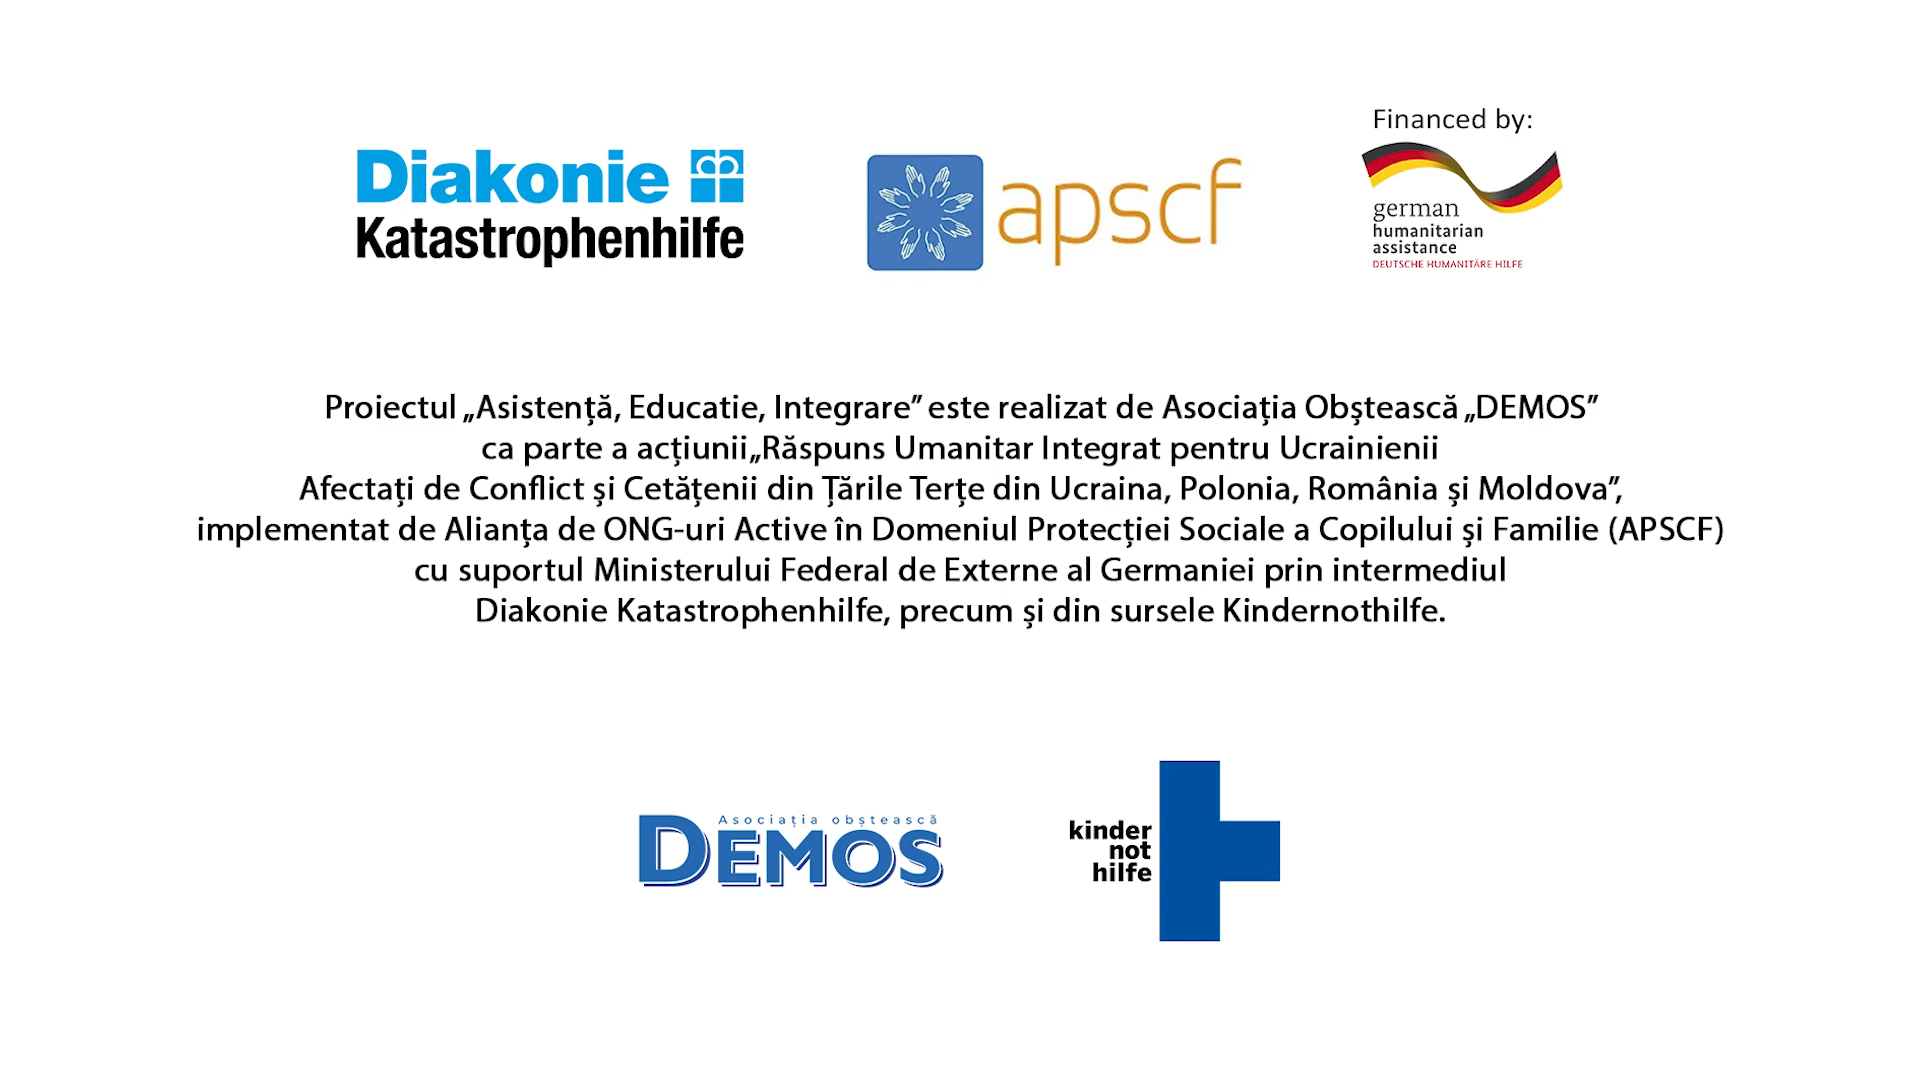 Diakonie
Katastrophenhilfe
apscf
Financed by:
german
humanitarian
assistance
DEUTSCHE HUMANITÄRE HILFE
Proiectul „Asistență, Educatie, Integrare” este realizat de Asociația Obștească „DEMOS”
ca parte a acțiunii „Răspuns Umanitar Integrat pentru Ucrainienii
Afectați de Conflict și Cetățenii din Țările Terțe din Ucraina, Polonia, România și Moldova”,
implementat de Alianța de ONG-uri Active în Domeniul Protecției Sociale a Copilului și Familie (APSCF)
cu suportul Ministerului Federal de Externe al Germaniei prin intermediul
Diakonie Katastrophenhilfe, precum și din sursele Kindernothilfe.
Asociația obștească
DEMOS
kinder
not
hilfe